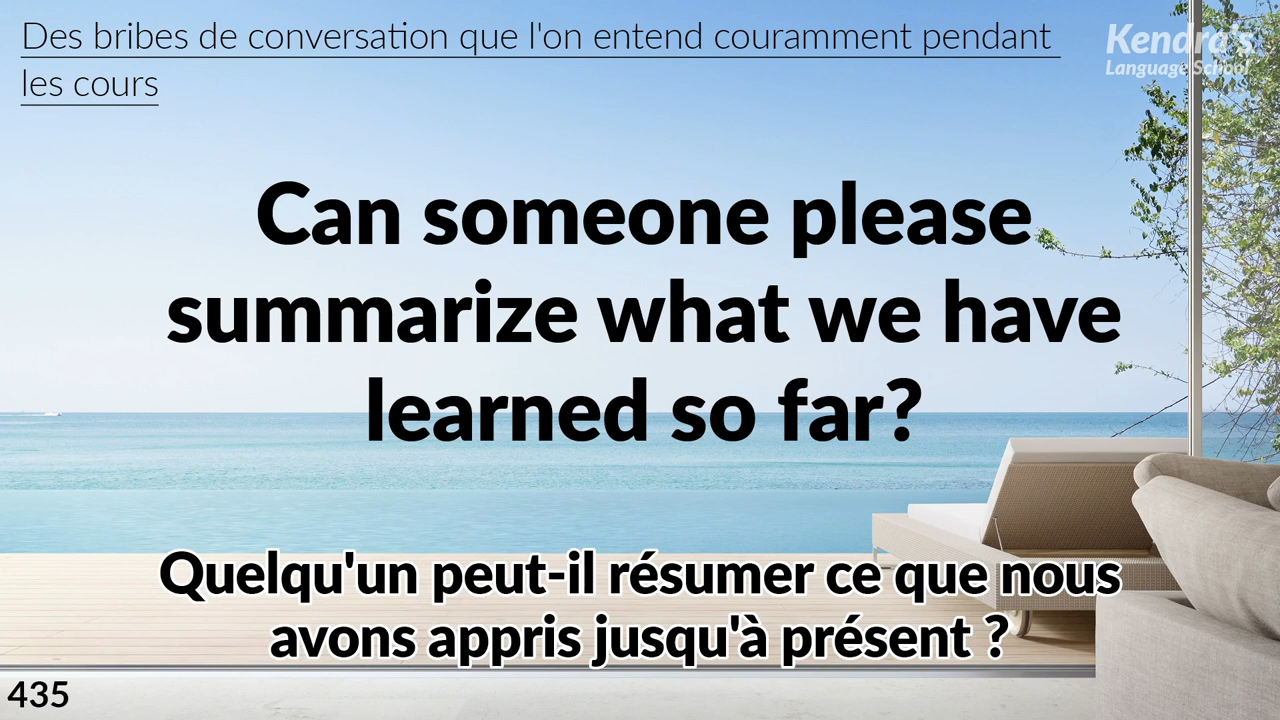 Des bribes de conversation que l'on entend couramment pendant
les cours
Kendra's
Language School
Can someone please
summarize what we have
learned so far?
Quelqu'un peut-il résumer ce que nous
avons appris jusqu'à présent ?
435